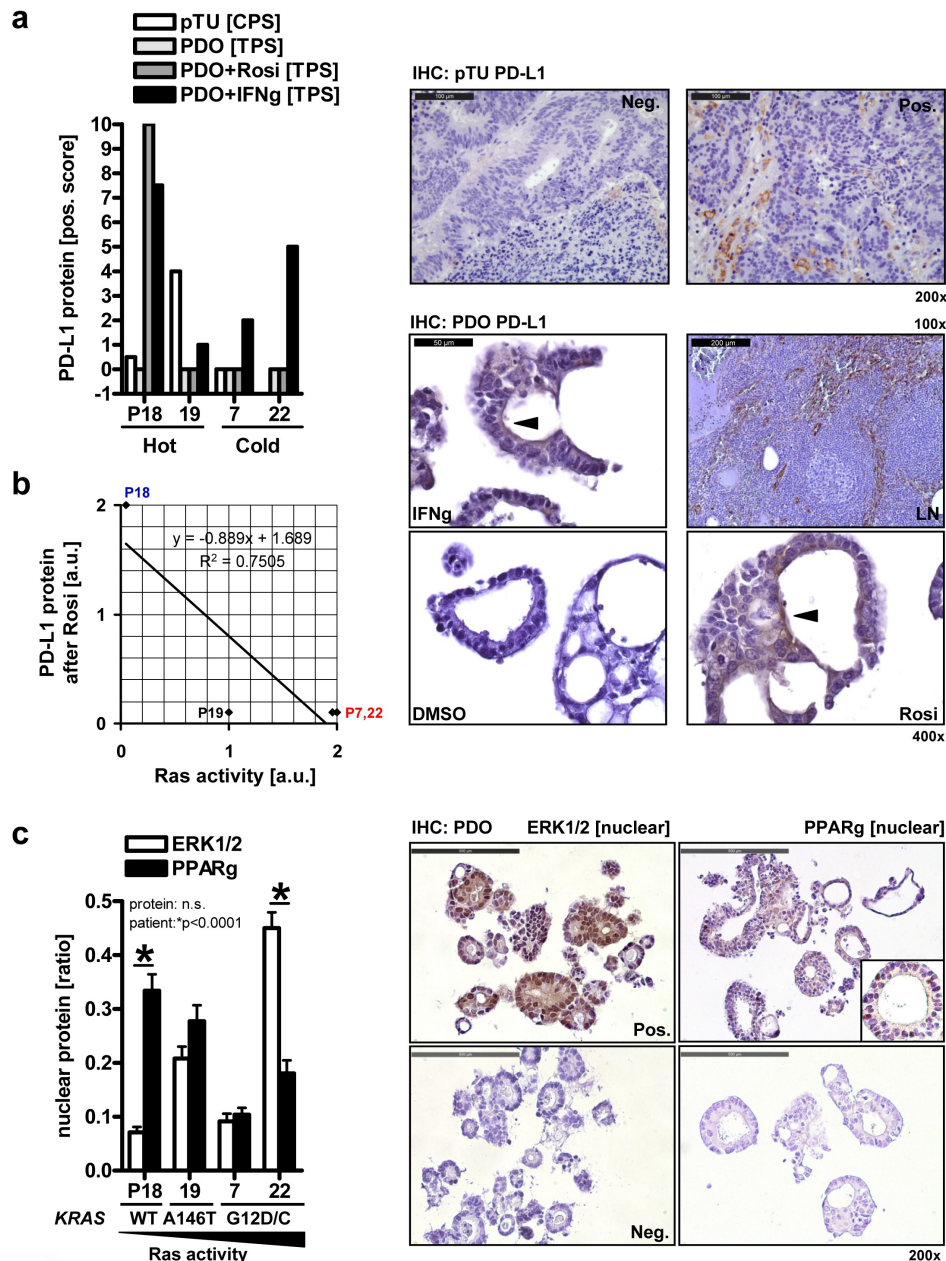 a
pTU [CPS]
PDO [TPS]
PDO+Rosi [TPS]
PDO+IFNg [TPS]
PD-L1 protein [pos. score]
10
9
8
7
6
5
4
3
2
1
0
-1
P18 19 7 22
Hot Cold
IHC: pTU PD-L1
100 µm
Neg.
100 µm
Pos.
200x
100x
IHC: PDO PD-L1
50 µm
IFNg
200 µm
LN
DMSO
Rosi
400x
b
P18
PD-L1 protein
after Rosi [a.u.]
2
1
0
y = -0.889x + 1.689
R² = 0.7505
P19
P7,22
0 1 2
Ras activity [a.u.]
c
ERK1/2
PPARg
nuclear protein [ratio]
0.5
0.4
0.3
0.2
0.1
0.0
protein: n.s.
patient:*p<0.0001
*
*
P18 19 7 22
KRAS WT A146T G12D/C
Ras activity
IHC: PDO ERK1/2 [nuclear] PPARg [nuclear]
Pos.
Neg.
200x